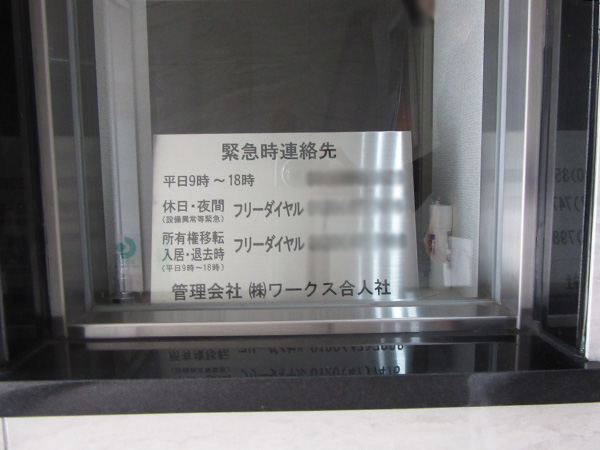 緊急時連絡先
平日9時～18時
休日・夜間 フリーダイヤル
(設備異常等緊急)
所有権移転 フリーダイヤル
入居・退去時
(平日9時～18時)
管理会社 ㈱ワークス合人社